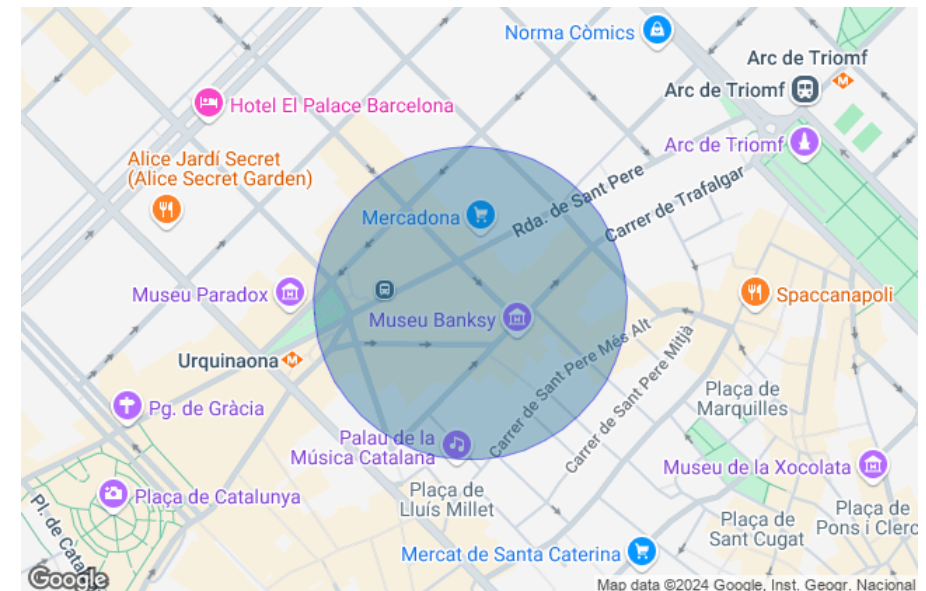 Norma Còmics
Arc de Triomf
Arc de Triomf
Hotel El Palace Barcelona
Arc de Triomf
Alice Jardí Secret
(Alice Secret Garden)
Rda. de Sant Pere
Carrer de Trafalgar
Mercadona
Museu Paradox
Spaccanapoli
Museu Banksy
Urquinaona
Carrer de Sant Pere Més Alt
Carrer de Sant Pere Mitjà
Plaça de
Marquilles
Pg. de Gràcia
Palau de la
Música Catalana
Museu de la Xocolata
Plaça de Catalunya
Plaça de
Lluís Millet
Pl. de
Plaça de
Sant Cugat
Plaça de
Pons i Clerc
Mercat de Santa Caterina
Google
Map data ©2024 Google, Inst. Geogr. Nacional